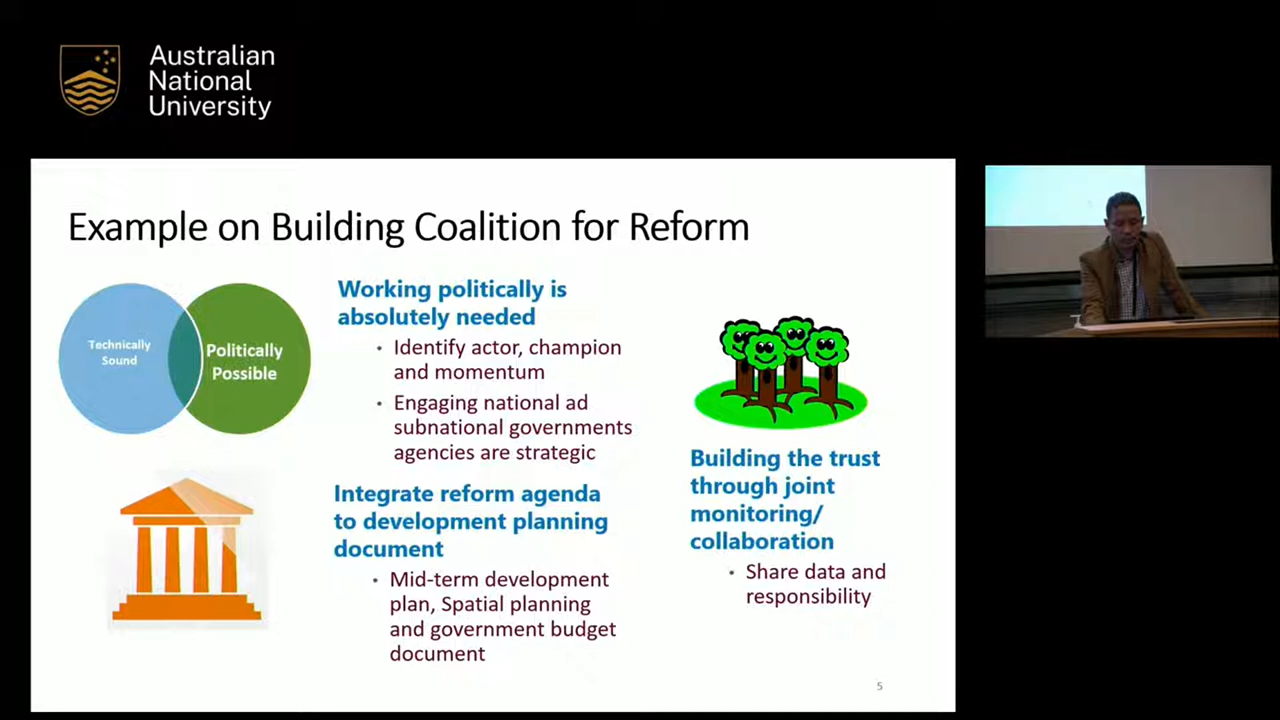 Australian
National
University
Example on Building Coalition for Reform
Technically
Sound
Politically
Possible
Working politically is
absolutely needed
• Identify actor, champion
and momentum
• Engaging national ad
subnational governments
agencies are strategic
Integrate reform agenda
to development planning
document
• Mid-term development
plan, Spatial planning
and government budget
document
Building the trust
through joint
monitoring/
collaboration
• Share data and
responsibility
5